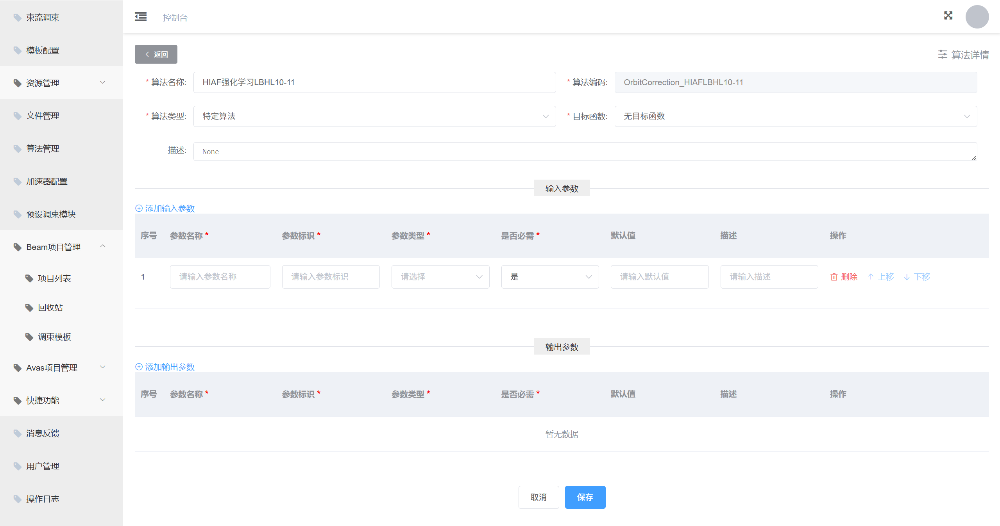 束流调束
模板配置
资源管理
文件管理
算法管理
加速器配置
预设调束模块
Beam项目管理
项目列表
回收站
调束模板
Avas项目管理
快捷功能
消息反馈
用户管理
操作日志
控制台
返回
算法详情
* 算法名称: HIAF强化学习LBHL10-11 * 算法编码: OrbitCorrection_HIAFLBHL10-11
* 算法类型: 特定算法 * 目标函数: 无目标函数
描述: None
输入参数
添加输入参数
序号 参数名称 * 参数标识 * 参数类型 * 是否必需 * 默认值 描述 操作
1 请输入参数名称 请输入参数标识 请选择 是 请输入默认值 请输入描述 删除 上移 下移
输出参数
添加输出参数
序号 参数名称 * 参数标识 * 参数类型 * 是否必需 * 默认值 描述 操作
暂无数据
取消 保存